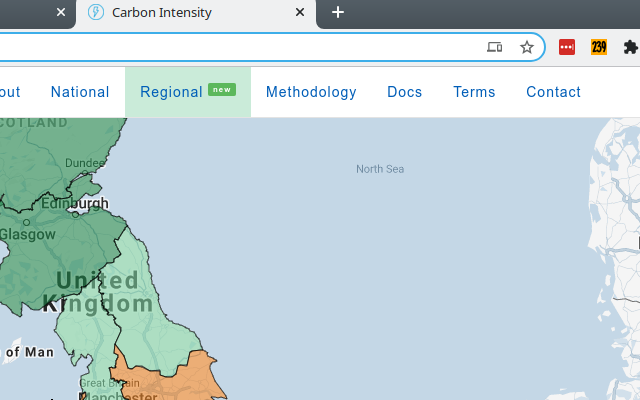 Carbon Intensity
239
out National Regional new Methodology Docs Terms Contact
SCOTLAND
Dundee
North Sea
Edinburgh
Glasgow
United
Kingdom
of Man
Great Britain
Manchester